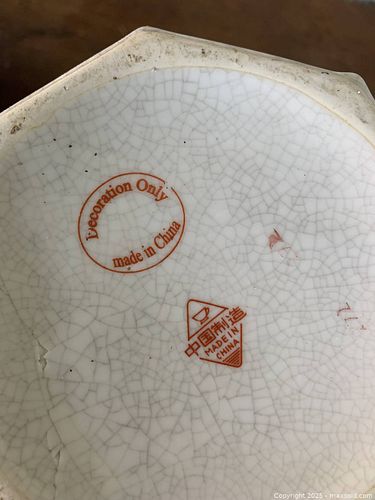 Decoration Only
made in China
中国制造
MADE IN
CHINA
Copyright 2025 - maxsold.com